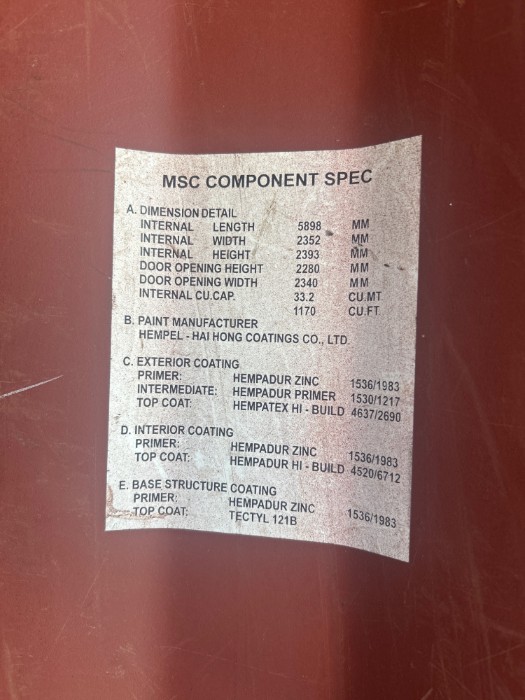 MSC COMPONENT SPEC
A. DIMENSION DETAIL
INTERNAL LENGTH 5898 MM
INTERNAL WIDTH 2352 MM
INTERNAL HEIGHT 2393 MM
DOOR OPENING HEIGHT 2280 MM
DOOR OPENING WIDTH 2340 MM
INTERNAL CU.CAP. 33.2 CU.MT
1170 CU.FT
B. PAINT MANUFACTURER
HEMPEL - HAI HONG COATINGS CO., LTD.
C. EXTERIOR COATING
PRIMER: HEMPADUR ZINC 1536/1983
INTERMEDIATE: HEMPADUR PRIMER 1530/1217
TOP COAT: HEMPATEX HI - BUILD 4637/2690
D. INTERIOR COATING
PRIMER: HEMPADUR ZINC 1536/1983
TOP COAT: HEMPADUR HI - BUILD 4520/6712
E. BASE STRUCTURE COATING
PRIMER: HEMPADUR ZINC 1536/1983
TOP COAT: TECTYL 121B